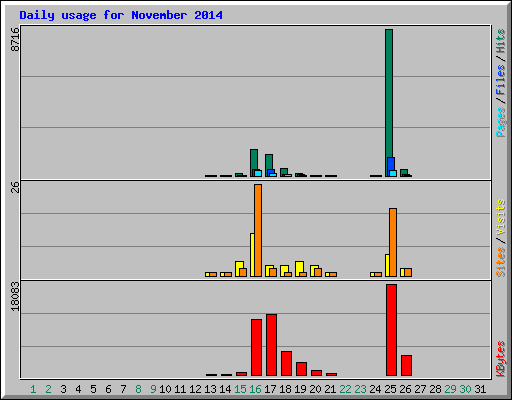 Daily usage for November 2014
8716
Pages / Files / Hits
26
Sites / Visits
18083
KBytes
1 2 3 4 5 6 7 8 9 10 11 12 13 14 15 16 17 18 19 20 21 22 23 24 25 26 27 28 29 30 31